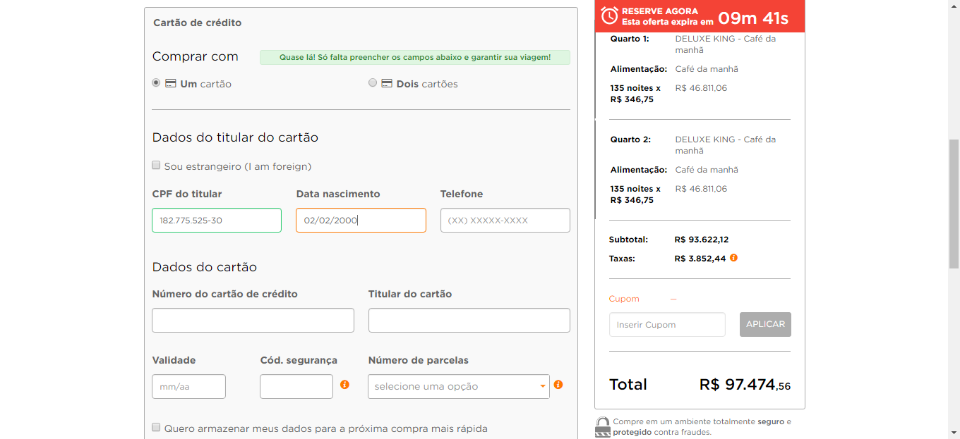 Cartão de crédito
Comprar com
Quase lá! Só falta preencher os campos abaixo e garantir sua viagem!
Um cartão
Dois cartões
Dados do titular do cartão
Sou estrangeiro (I am foreign)
CPF do titular
Data nascimento
Telefone
182.775.525-30
02/02/2000
(XX) XXXXX-XXXX
Dados do cartão
Número do cartão de crédito
Titular do cartão
Validade
Cód. segurança
Número de parcelas
mm/aa
selecione uma opção
Quero armazenar meus dados para a próxima compra mais rápida
RESERVE AGORA
Esta oferta expira em 09m 41s
Quarto 1: DELUXE KING - Café da
manhã
Alimentação: Café da manhã
135 noites x R$ 46.811,06
R$ 346,75
Quarto 2: DELUXE KING - Café da
manhã
Alimentação: Café da manhã
135 noites x R$ 46.811,06
R$ 346,75
Subtotal: R$ 93.622,12
Taxas: R$ 3.852,44
Cupom —
Inserir Cupom
APLICAR
Total R$ 97.474,56
Compre em um ambiente totalmente seguro e
protegido contra fraudes.